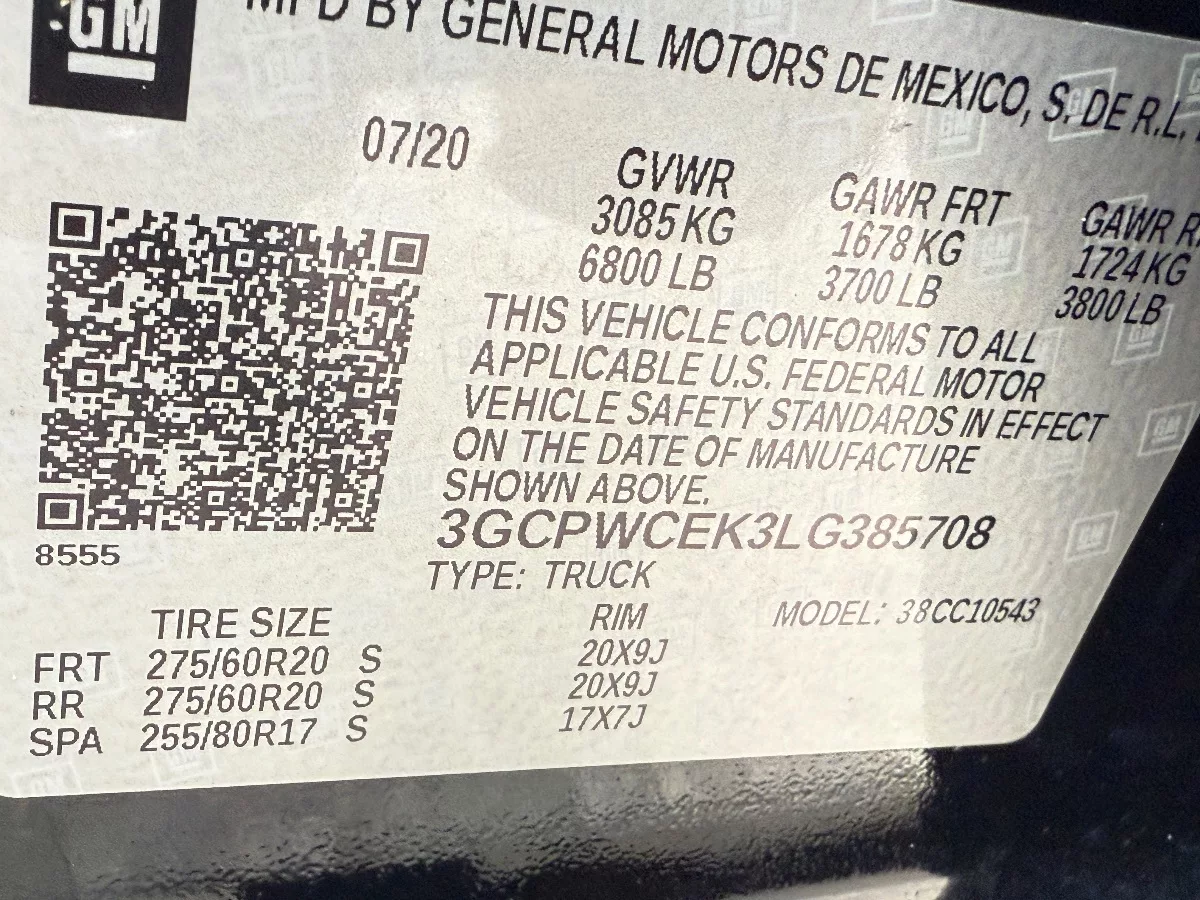 GM
MFD BY GENERAL MOTORS DE MEXICO, S. DE R.L.
07/20
GVWR GAWR FRT GAWR R
3085 KG 1678 KG 1724 KG
6800 LB 3700 LB 3800 LB
THIS VEHICLE CONFORMS TO ALL
APPLICABLE U.S. FEDERAL MOTOR
VEHICLE SAFETY STANDARDS IN EFFECT
ON THE DATE OF MANUFACTURE
SHOWN ABOVE.
3GCPWCEK3LG385708
8555
TYPE: TRUCK
MODEL: 38CC10543
TIRE SIZE RIM
FRT 275/60R20 S 20X9J
RR 275/60R20 S 20X9J
SPA 255/80R17 S 17X7J